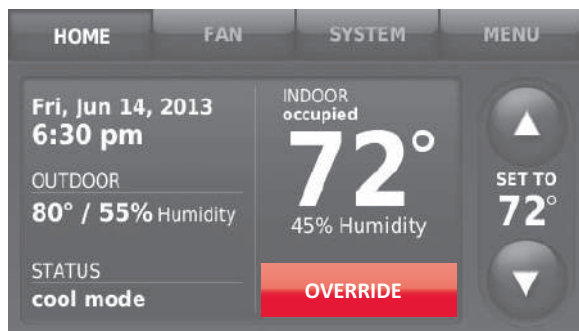 HOME FAN SYSTEM MENU
Fri, Jun 14, 2013
6:30 pm
OUTDOOR
80° / 55% Humidity
STATUS
cool mode
INDOOR
occupied
72°
45% Humidity
OVERRIDE
SET TO
72°